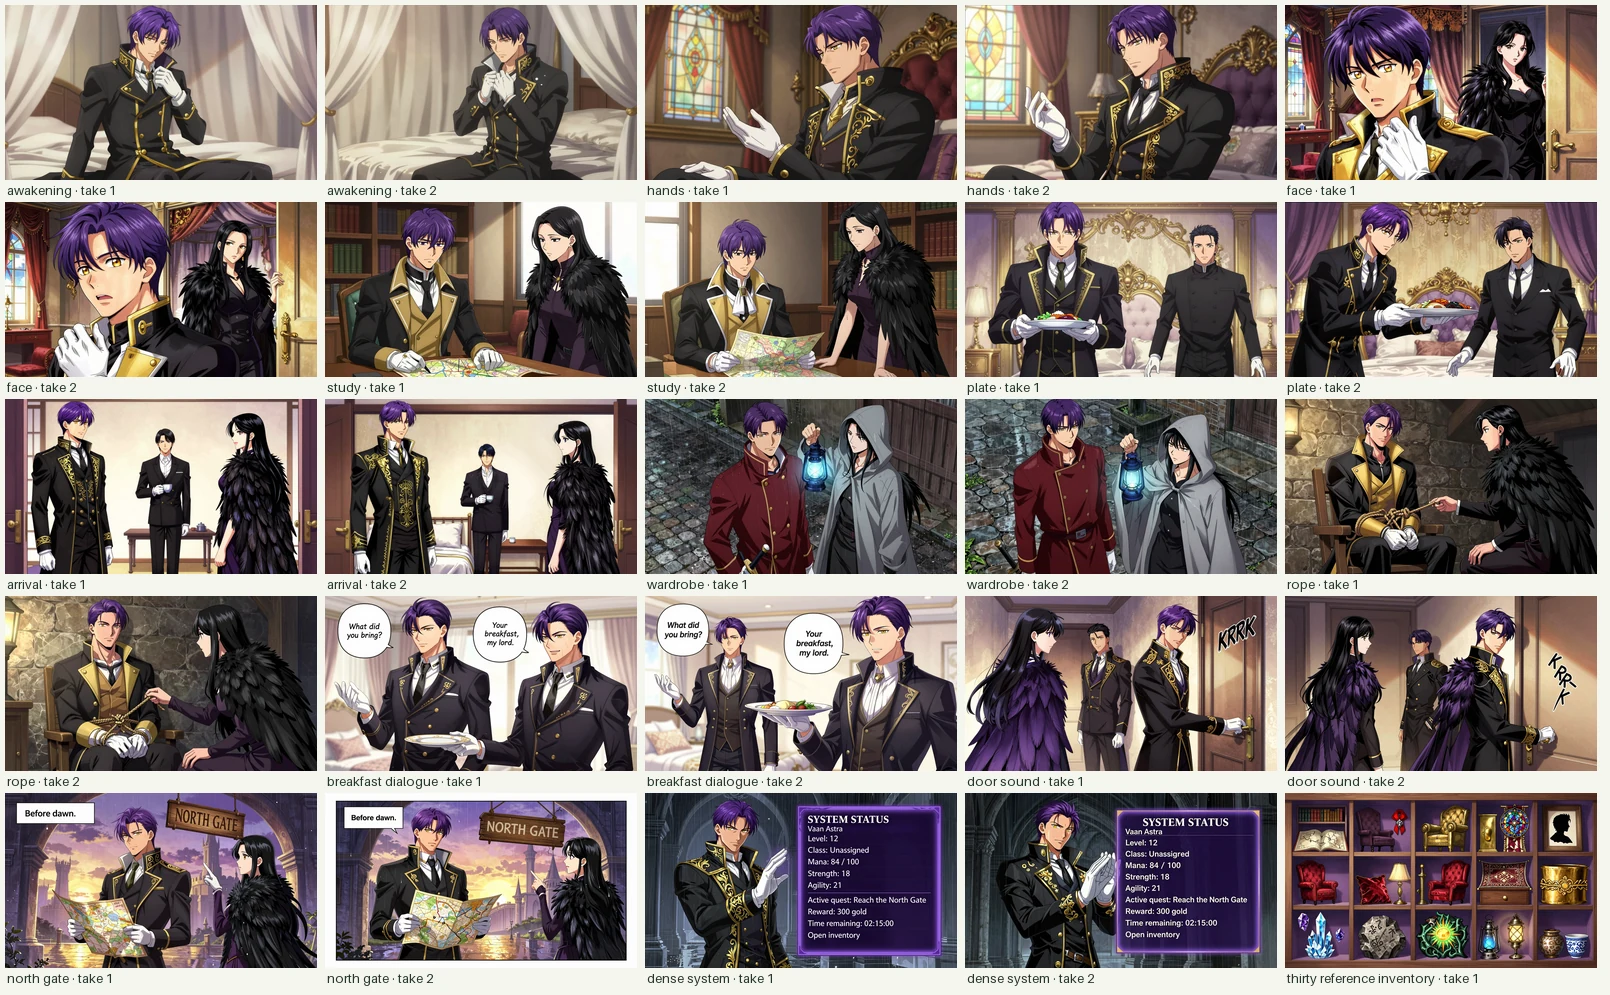 awakening · take 1
awakening · take 2
hands · take 1
hands · take 2
face · take 1
face · take 2
study · take 1
study · take 2
plate · take 1
plate · take 2
arrival · take 1
arrival · take 2
wardrobe · take 1
wardrobe · take 2
rope · take 1
rope · take 2
What did
you bring?
Your
breakfast,
my lord.
breakfast dialogue · take 1
What did
you bring?
Your
breakfast,
my lord.
breakfast dialogue · take 2
KRRK
door sound · take 1
KRRK
door sound · take 2
Before dawn.
NORTH GATE
north gate · take 1
Before dawn.
NORTH GATE
north gate · take 2
SYSTEM STATUS
Vaan Astra
Level: 12
Class: Unassigned
Mana: 84 / 100
Strength: 18
Agility: 21
Active quest: Reach the North Gate
Reward: 300 gold
Time remaining: 02:15:00
Open inventory
dense system · take 1
SYSTEM STATUS
Vaan Astra
Level: 12
Class: Unassigned
Mana: 84 / 100
Strength: 18
Agility: 21
Active quest: Reach the North Gate
Reward: 300 gold
Time remaining: 02:15:00
Open inventory
dense system · take 2
thirty reference inventory · take 1